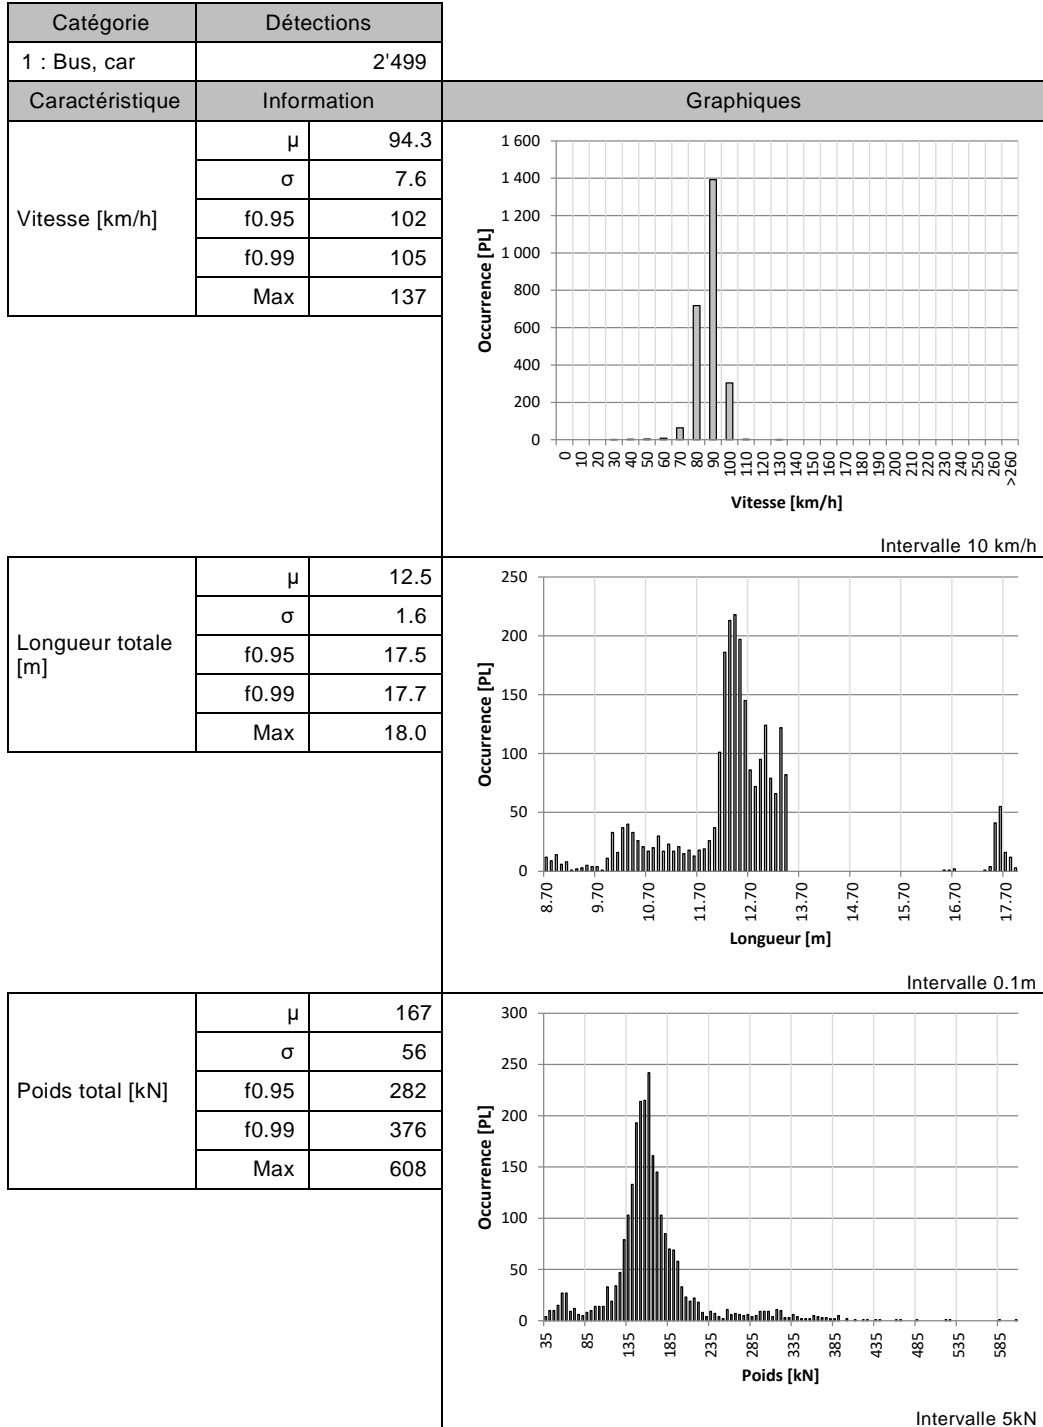 Catégorie Détections
1 : Bus, car 2'499
Caractéristique Information Graphiques
Vitesse [km/h]
µ 94.3
σ 7.6
f0.95 102
f0.99 105
Max 137
Occurrence [PL]
1 600
1 400
1 200
1 000
800
600
400
200
0
0 10 20 30 40 50 60 70 80 90 100 110 120 130 140 150 160 170 180 190 200 210 220 230 240 250 260 >260
Vitesse [km/h]
Intervalle 10 km/h
Longueur totale
[m]
µ 12.5
σ 1.6
f0.95 17.5
f0.99 17.7
Max 18.0
Occurrence [PL]
250
200
150
100
50
0
8.70 9.70 10.70 11.70 12.70 13.70 14.70 15.70 16.70 17.70
Longueur [m]
Intervalle 0.1m
Poids total [kN]
µ 167
σ 56
f0.95 282
f0.99 376
Max 608
Occurrence [PL]
300
250
200
150
100
50
0
35 85 135 185 235 285 335 385 435 485 535 585
Poids [kN]
Intervalle 5kN